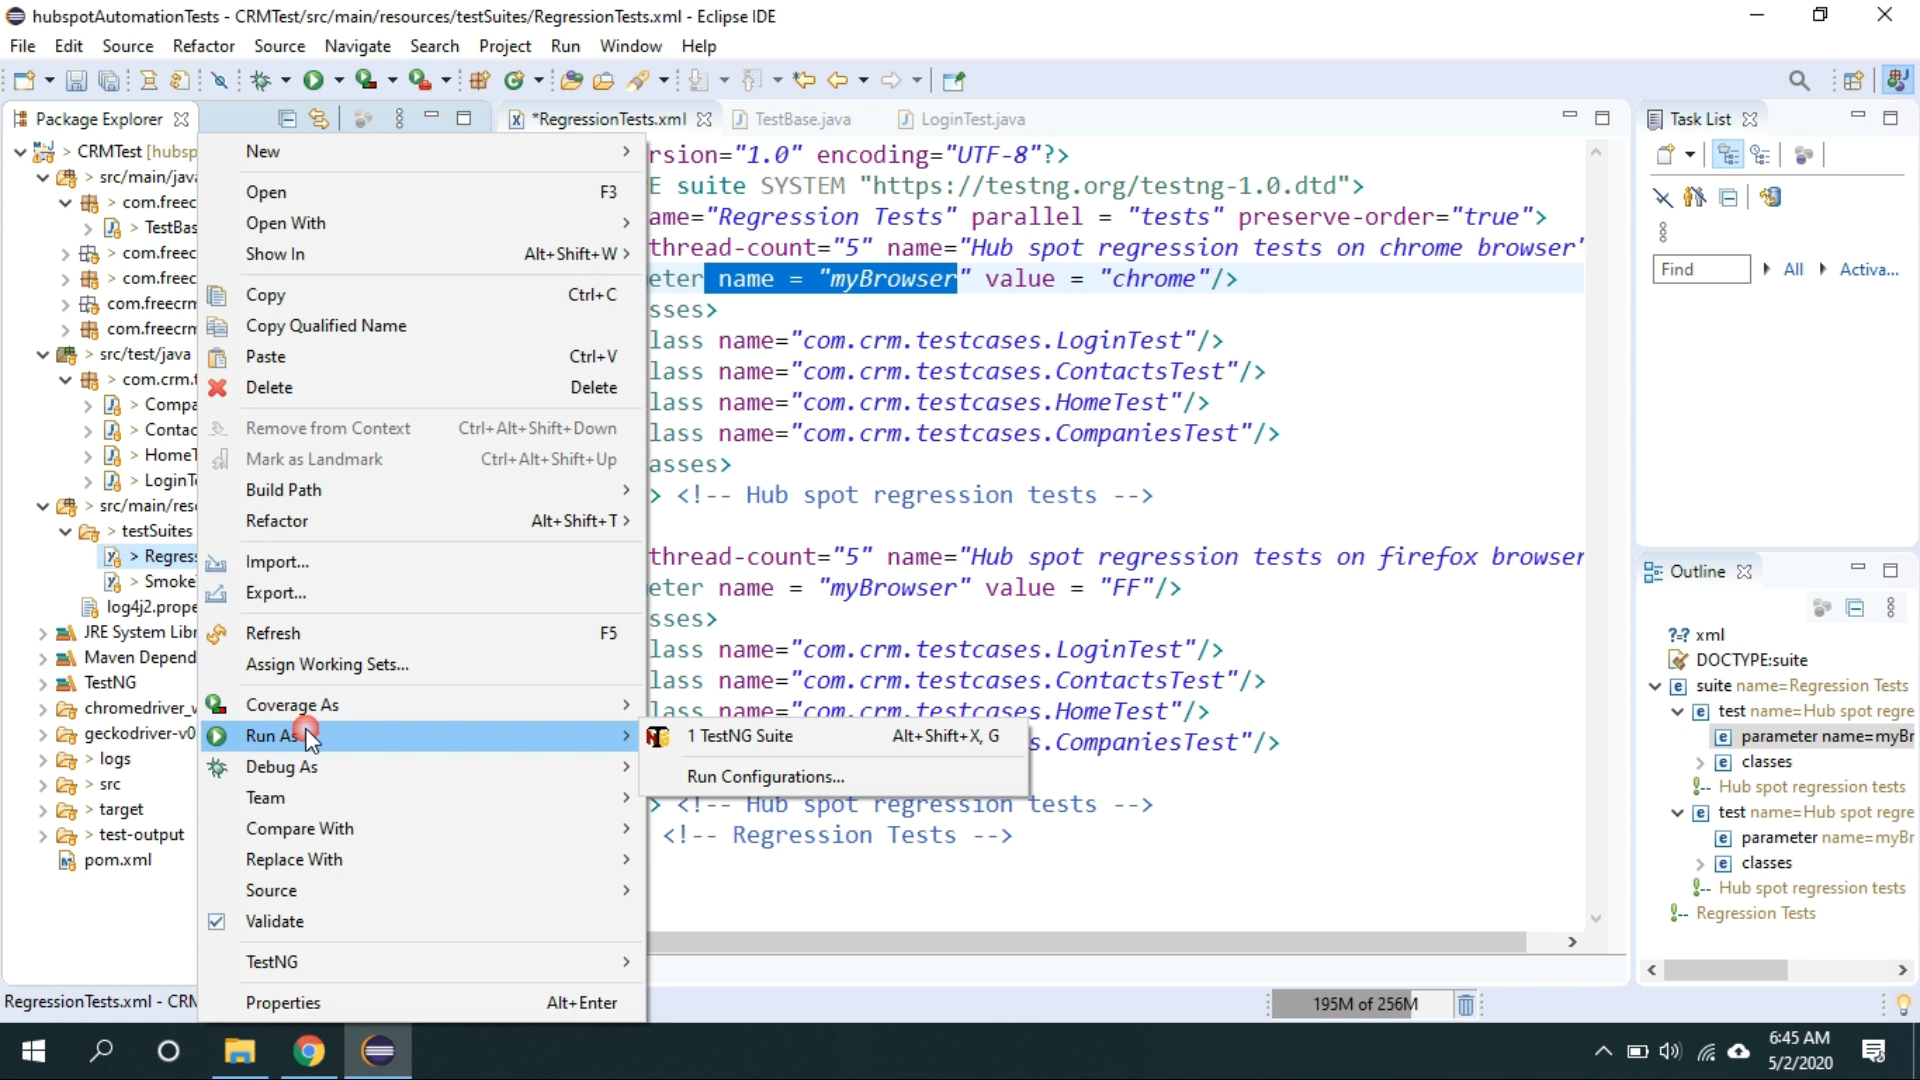 hubspotAutomationTests - CRMTest/src/main/resources/testSuites/RegressionTests.xml - Eclipse IDE
File Edit Source Refactor Source Navigate Search Project Run Window Help
Package Explorer
*RegressionTests.xml
TestBase.java
LoginTest.java
Task List
> CRMTest [hubsp
> src/main/java
> com.freec
> TestBas
> com.freec
> com.freec
com.freecrm
com.freecrm
> src/test/java
> com.crm.
> Compa
> Contac
> HomeT
> LoginTe
> src/main/res
> testSuites
> Regres
> Smoke
log4j2.prope
JRE System Libr
Maven Depend
TestNG
chromedriver_
geckodriver-v0
> logs
> src
> target
> test-output
pom.xml
New
Open F3
Open With
Show In Alt+Shift+W >
Copy Ctrl+C
Copy Qualified Name
Paste Ctrl+V
Delete Delete
Remove from Context Ctrl+Alt+Shift+Down
Mark as Landmark Ctrl+Alt+Shift+Up
Build Path
Refactor Alt+Shift+T >
Import...
Export...
Refresh F5
Assign Working Sets...
Coverage As
Run As
Debug As
Team
Compare With
Replace With
Source
Validate
TestNG
Properties Alt+Enter
1 TestNG Suite Alt+Shift+X, G
Run Configurations...
rsion="1.0" encoding="UTF-8"?>
E suite SYSTEM "https://testng.org/testng-1.0.dtd">
ame="Regression Tests" parallel = "tests" preserve-order="true">
thread-count="5" name="Hub spot regression tests on chrome browser"
eter name = "myBrowser" value = "chrome"/>
sses>
lass name="com.crm.testcases.LoginTest"/>
lass name="com.crm.testcases.ContactsTest"/>
lass name="com.crm.testcases.HomeTest"/>
lass name="com.crm.testcases.CompaniesTest"/>
asses>
> <!-- Hub spot regression tests -->
thread-count="5" name="Hub spot regression tests on firefox browser
eter name = "myBrowser" value = "FF"/>
sses>
lass name="com.crm.testcases.LoginTest"/>
lass name="com.crm.testcases.ContactsTest"/>
lass name="com.crm.testcases.HomeTest"/>
s.CompaniesTest"/>
> <!-- Hub spot regression tests -->
<!-- Regression Tests -->
Find All Activa...
Outline
?=? xml
DOCTYPE:suite
suite name=Regression Tests
test name=Hub spot regre
parameter name=myBr
classes
Hub spot regression tests
test name=Hub spot regre
parameter name=myBr
classes
Hub spot regression tests
Regression Tests
RegressionTests.xml - CRM
195M of 256M
6:45 AM
5/2/2020